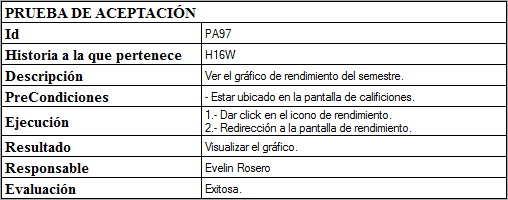 PRUEBA DE ACEPTACIÓN
Id PA97
Historia a la que pertenece H16W
Descripción Ver el gráfico de rendimiento del semestre.
PreCondiciones - Estar ubicado en la pantalla de calificiones.
Ejecución 1.- Dar click en el icono de rendimiento.
2.- Redirección a la pantalla de rendimiento.
Resultado Visualizar el gráfico.
Responsable Evelin Rosero
Evaluación Exitosa.